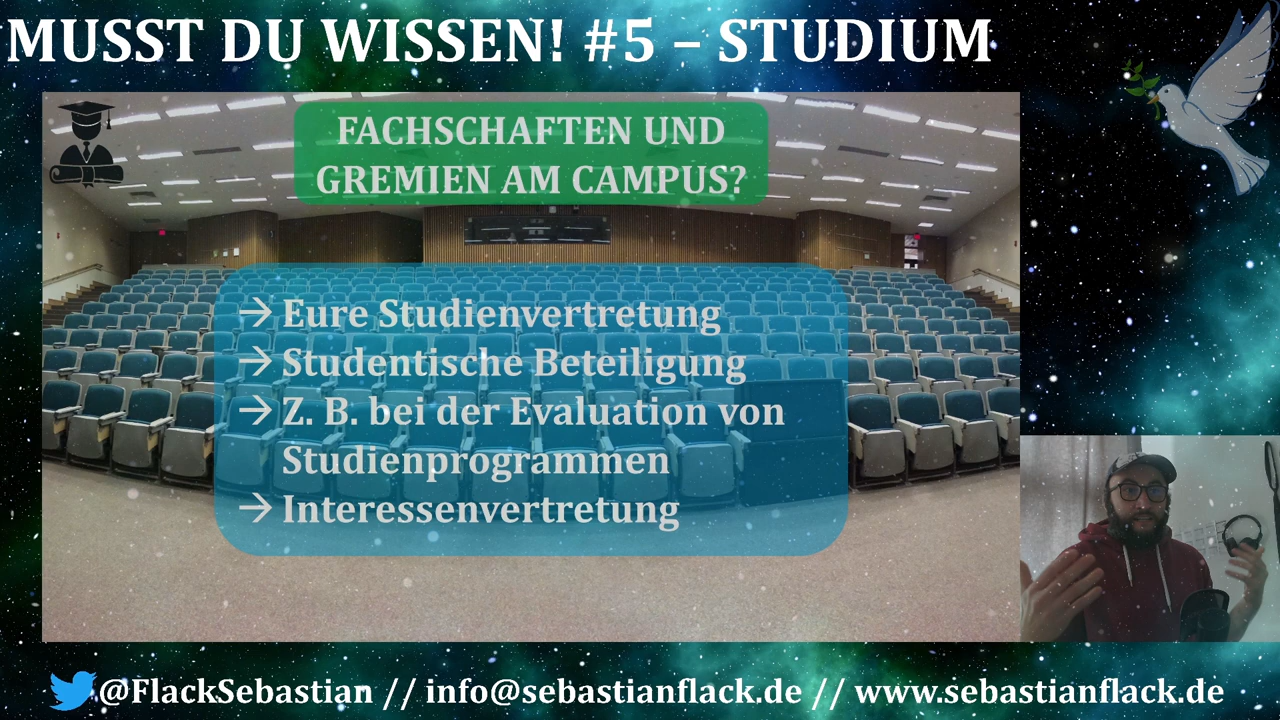 MUSST DU WISSEN! #5 – STUDIUM
FACHSCHAFTEN UND
GREMIEN AM CAMPUS?
→ Eure Studienvertretung
→ Studentische Beteiligung
→ Z. B. bei der Evaluation von
Studienprogrammen
→ Interessenvertretung
@FlackSebastian // info@sebastianflack.de // www.sebastianflack.de